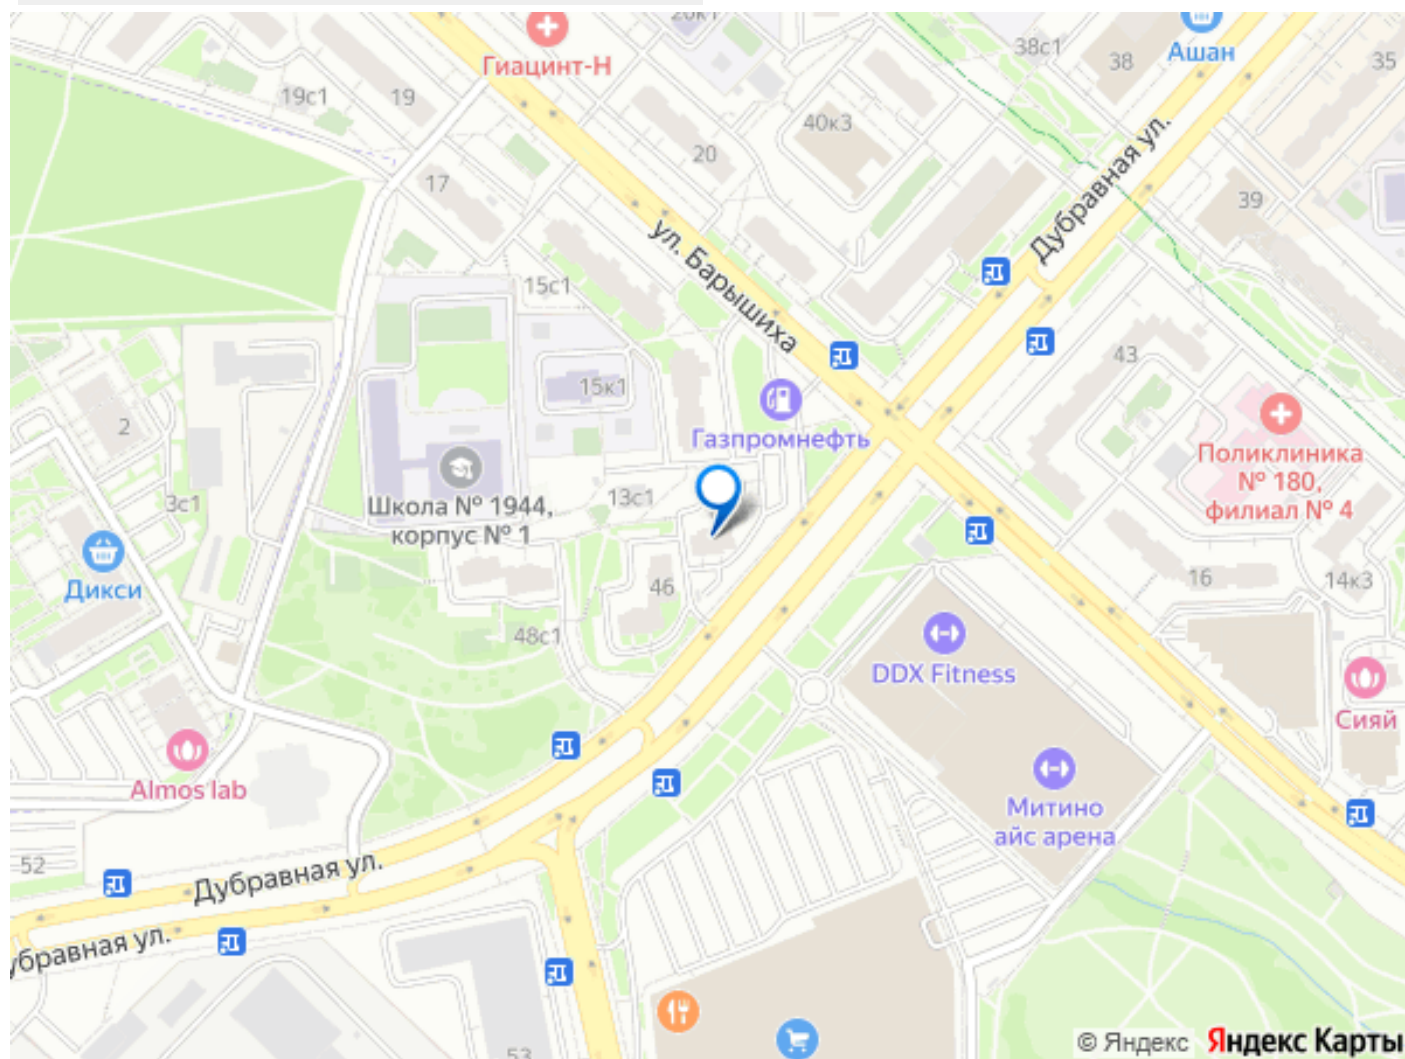 20к1
38с1
38
Ашан
35
Гиацинт-Н
19с1
19
40к3
20
17
Дубравная ул.
39
ул. Барышиха
15с1
43
15к1
Газпромнефть
2
3с1
Школа № 1944,
корпус № 1
13с1
Поликлиника
№ 180,
филиал № 4
Дикси
46
16
14к3
48с1
DDX Fitness
Сияй
Almos lab
Митино
айс арена
52
Дубравная ул.
убравная ул.
53
© Яндекс Яндекс Карты